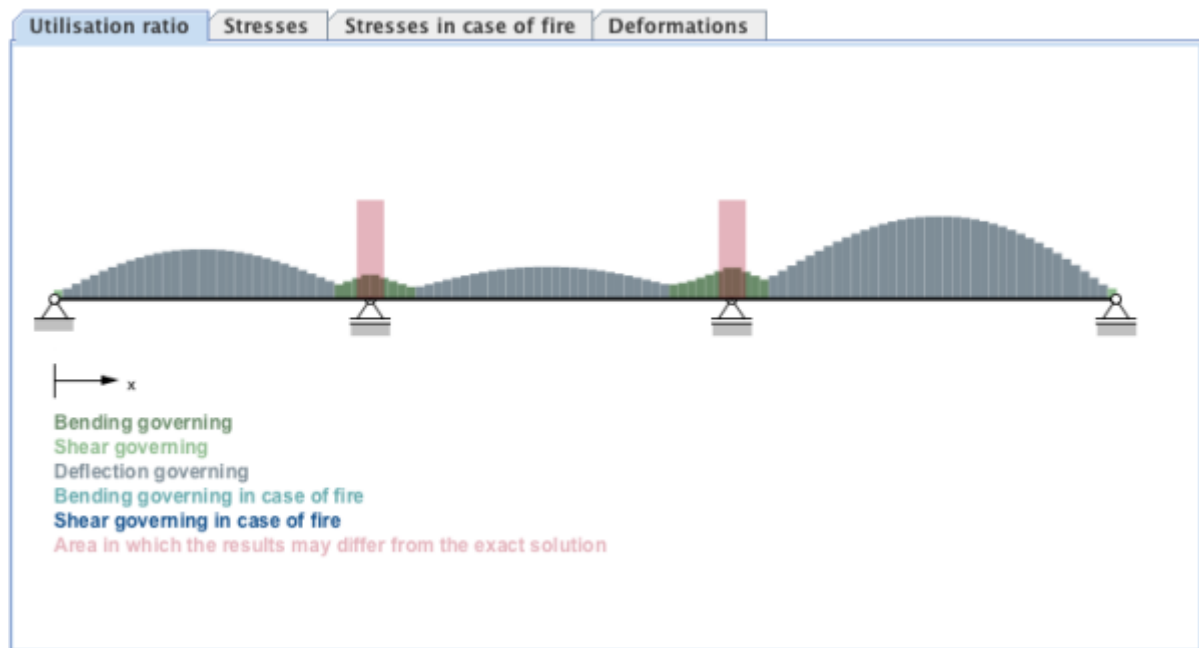 Utilisation ratio
Stresses
Stresses in case of fire
Deformations
x
Bending governing
Shear governing
Deflection governing
Bending governing in case of fire
Shear governing in case of fire
Area in which the results may differ from the exact solution